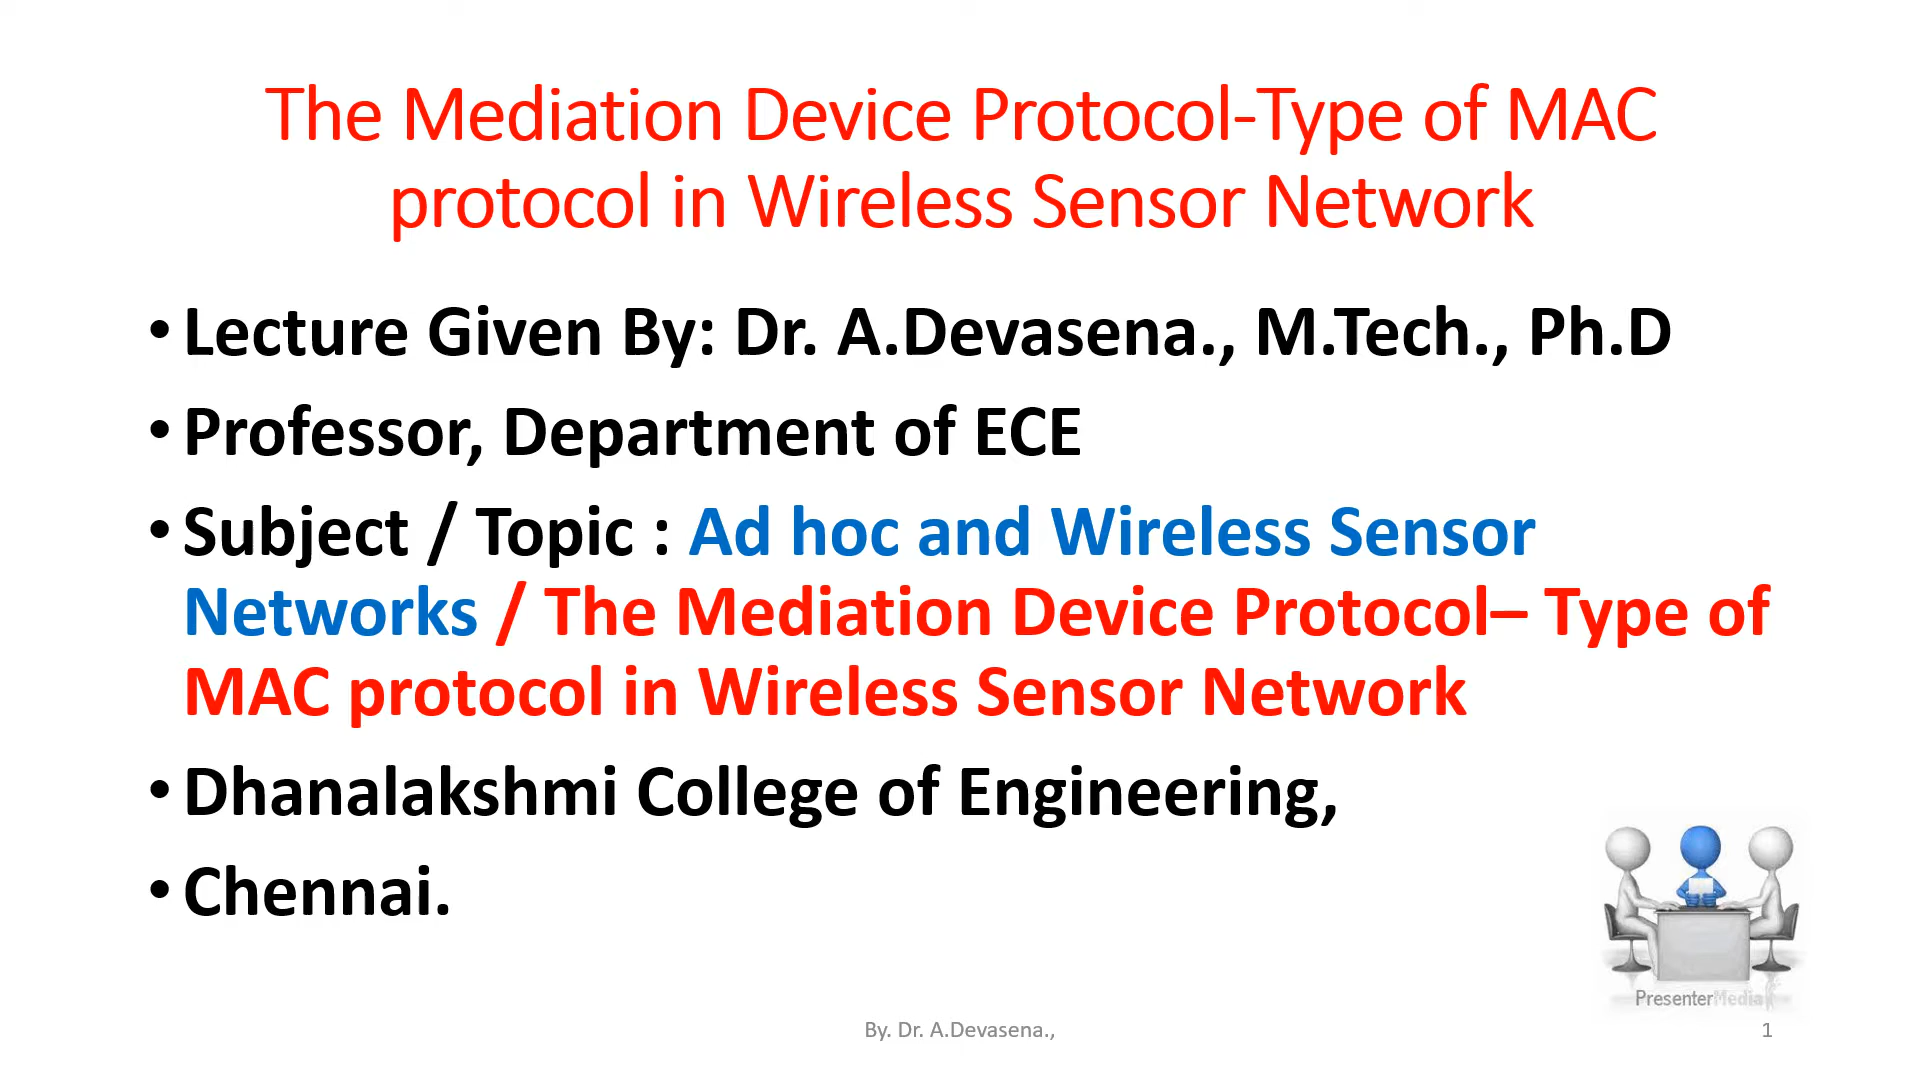 The Mediation Device Protocol-Type of MAC
protocol in Wireless Sensor Network
• Lecture Given By: Dr. A.Devasena., M.Tech., Ph.D
• Professor, Department of ECE
• Subject / Topic : Ad hoc and Wireless Sensor
Networks / The Mediation Device Protocol– Type of
MAC protocol in Wireless Sensor Network
• Dhanalakshmi College of Engineering,
• Chennai.
PresenterMedia
By. Dr. A.Devasena.,
1